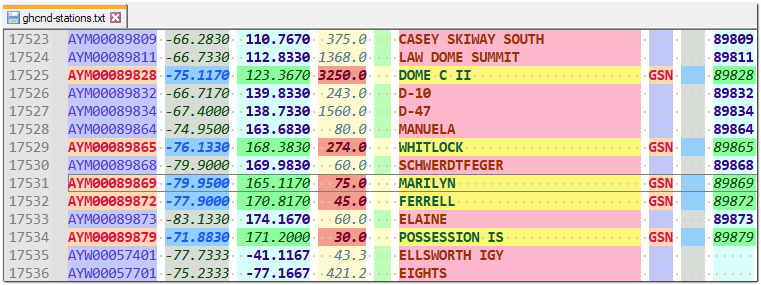 ghcnd-stations.txt
17523 AYM00089809 -66.2830 110.7670 375.0 CASEY SKIWAY SOUTH 89809
17524 AYM00089811 -66.7330 112.8330 1368.0 LAW DOME SUMMIT 89811
17525 AYM00089828 -75.1170 123.3670 3250.0 DOME C II GSN 89828
17526 AYM00089832 -66.7170 139.8330 243.0 D-10 89832
17527 AYM00089834 -67.4000 138.7330 1560.0 D-47 89834
17528 AYM00089864 -74.9500 163.6830 80.0 MANUELA 89864
17529 AYM00089865 -76.1330 168.3830 274.0 WHITLOCK GSN 89865
17530 AYM00089868 -79.9000 169.9830 60.0 SCHWERDTFEGER 89868
17531 AYM00089869 -79.9500 165.1170 75.0 MARILYN GSN 89869
17532 AYM00089872 -77.9000 170.8170 45.0 FERRELL GSN 89872
17533 AYM00089873 -83.1330 174.1670 60.0 ELAINE 89873
17534 AYM00089879 -71.8830 171.2000 30.0 POSSESSION IS GSN 89879
17535 AYW00057401 -77.7333 -41.1167 43.3 ELLSWORTH IGY
17536 AYW00057701 -75.2333 -77.1667 421.2 EIGHTS